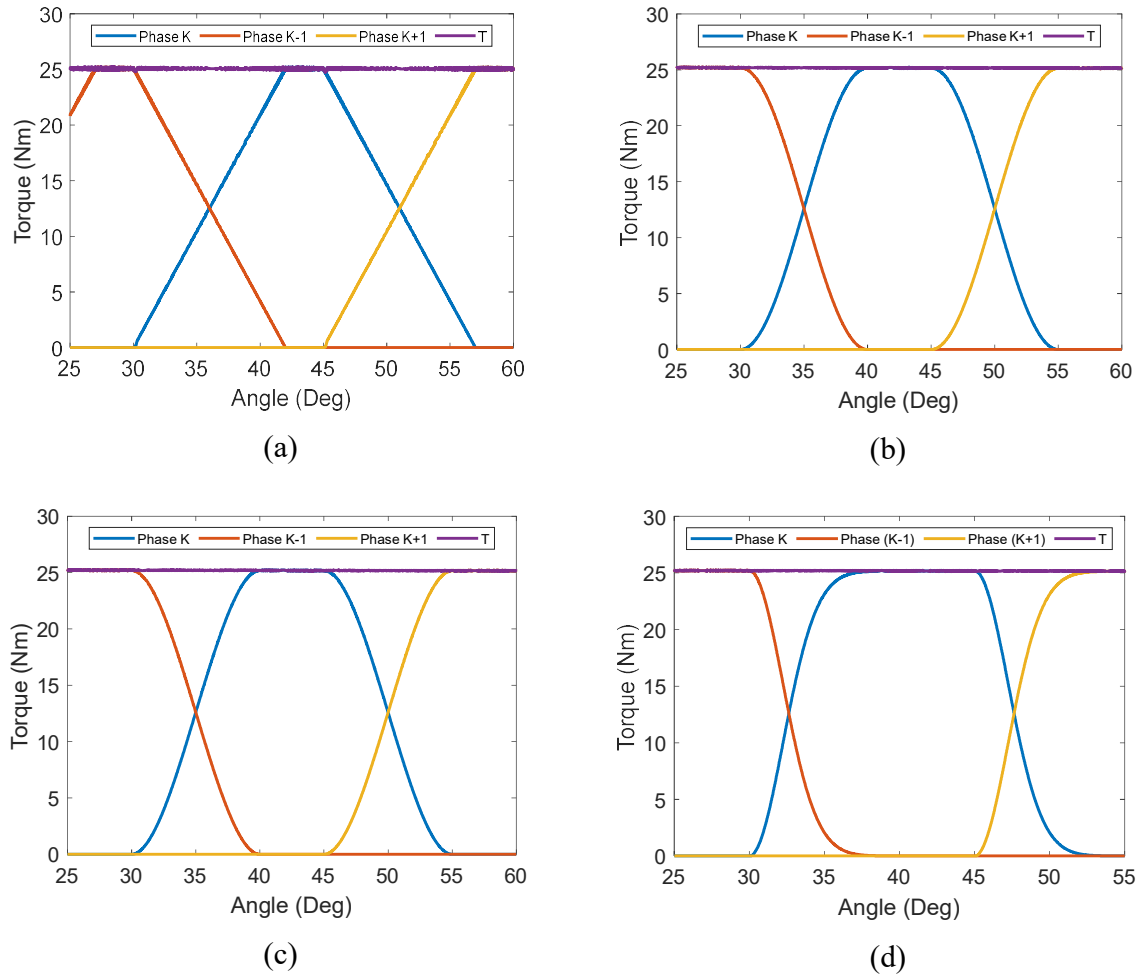 30
25
20
15
10
5
0
Torque (Nm)
Phase K Phase K-1 Phase K+1 T
25 30 35 40 45 50 55 60
Angle (Deg)
(a)
30
25
20
15
10
5
0
Torque (Nm)
Phase K Phase K-1 Phase K+1 T
25 30 35 40 45 50 55 60
Angle (Deg)
(b)
30
25
20
15
10
5
0
Torque (Nm)
Phase K Phase K-1 Phase K+1 T
25 30 35 40 45 50 55 60
Angle (Deg)
(c)
30
25
20
15
10
5
0
Torque (Nm)
Phase K Phase (K-1) Phase (K+1) T
25 30 35 40 45 50 55
Angle (Deg)
(d)